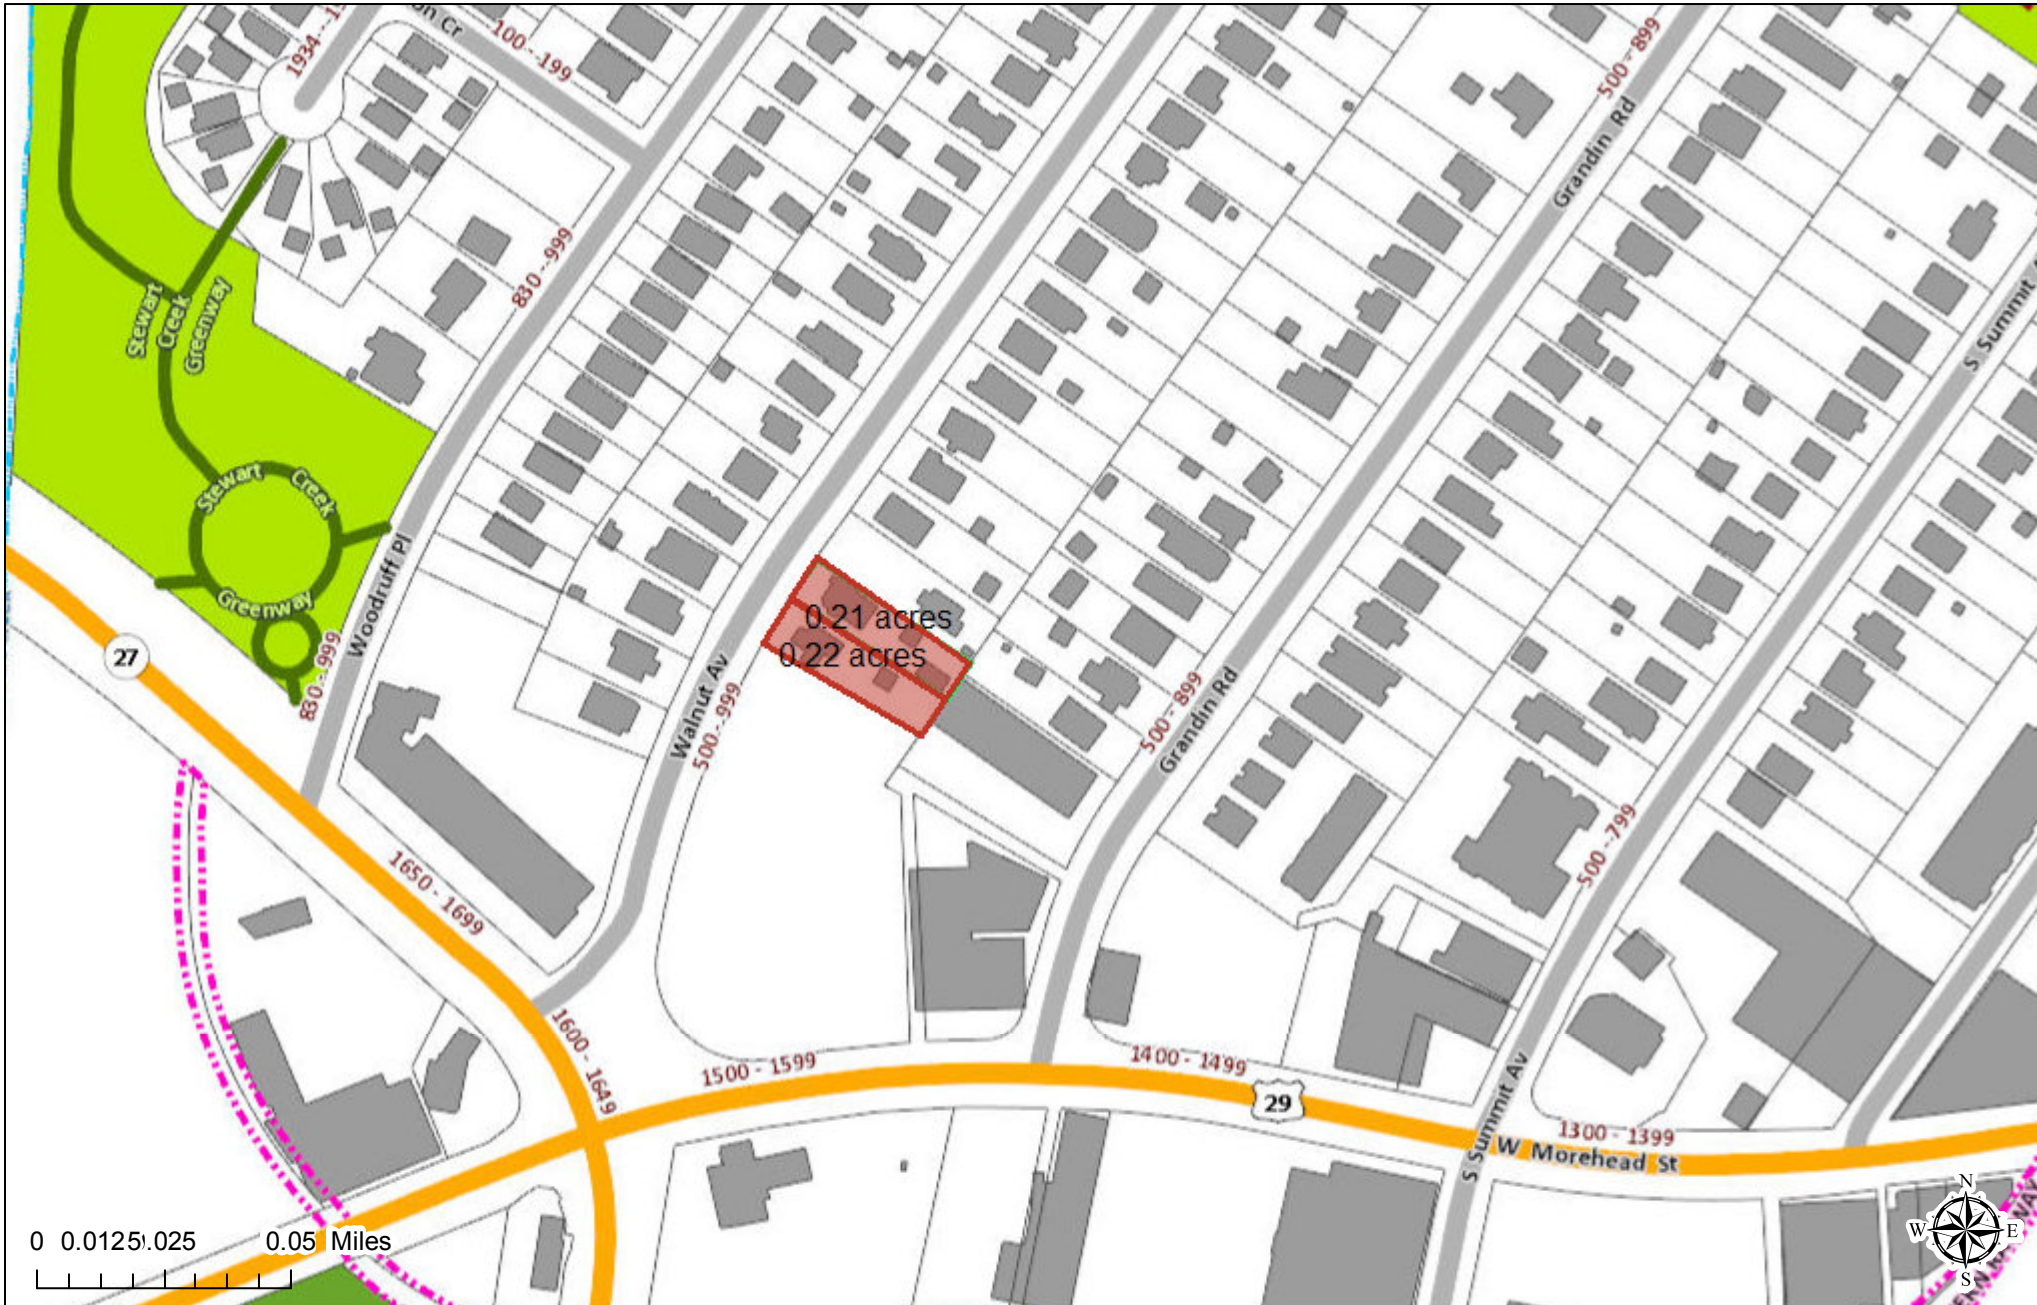 1934--1
on Cr
100--199
500--899
Grandin Rd
830--999
Stewart
Creek
Greenway
S Summit
Stewart
Creek
Greenway
Woodruff Pl
830--999
27
0.21 acres
0.22 acres
Walnut Av
500--999
500--899
Grandin Rd
500--799
1650 - 1699
1600 - 1649
1500 - 1599
1400 - 1499
29
1300 - 1399
W Morehead St
S Summit Av
0 0.0125 .025 0.05 Miles
N
W E
S